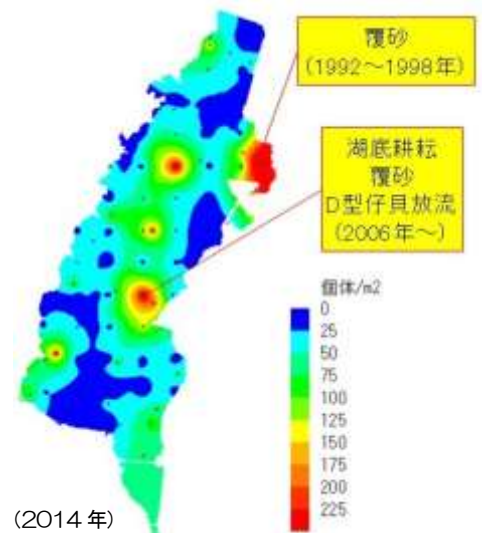 覆砂
(1992～1998年)
湖底耕耘
覆砂
D型仔貝放流
(2006年～)
個体/m2
0
25
50
75
100
125
150
175
200
225
(2014年)